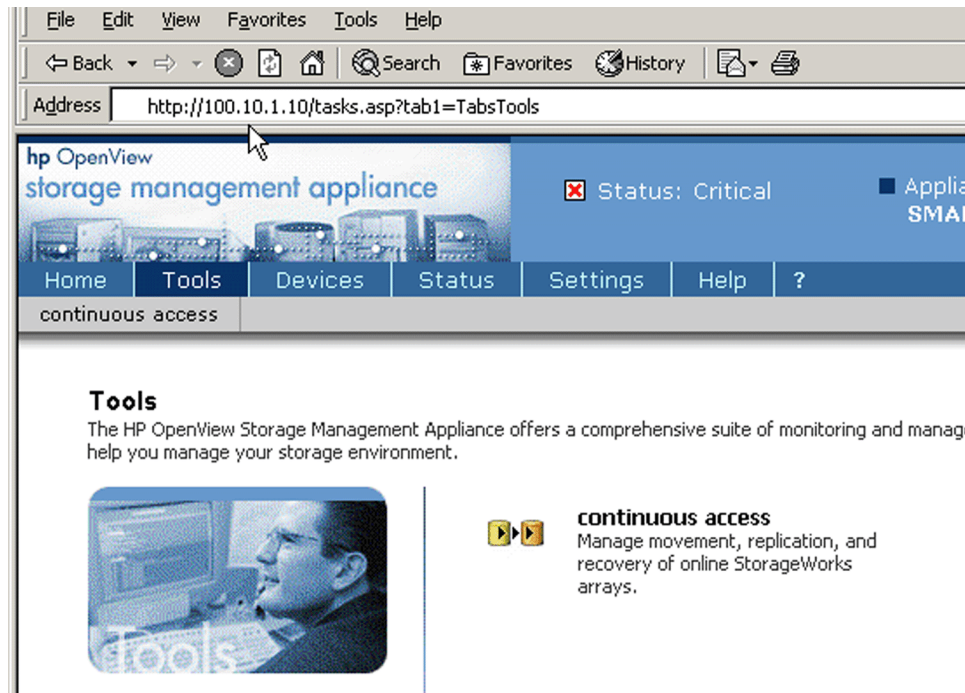 File Edit View Favorites Tools Help
Back Search Favorites History
Address http://100.10.1.10/tasks.asp?tab1=TabsTools
hp OpenView
storage management appliance
Status: Critical
Home Tools Devices Status Settings Help ?
continuous access
Tools
The HP OpenView Storage Management Appliance offers a comprehensive suite of monitoring and
help you manage your storage environment.
Tools
continuous access
Manage movement, replication, and
recovery of online StorageWorks
arrays.